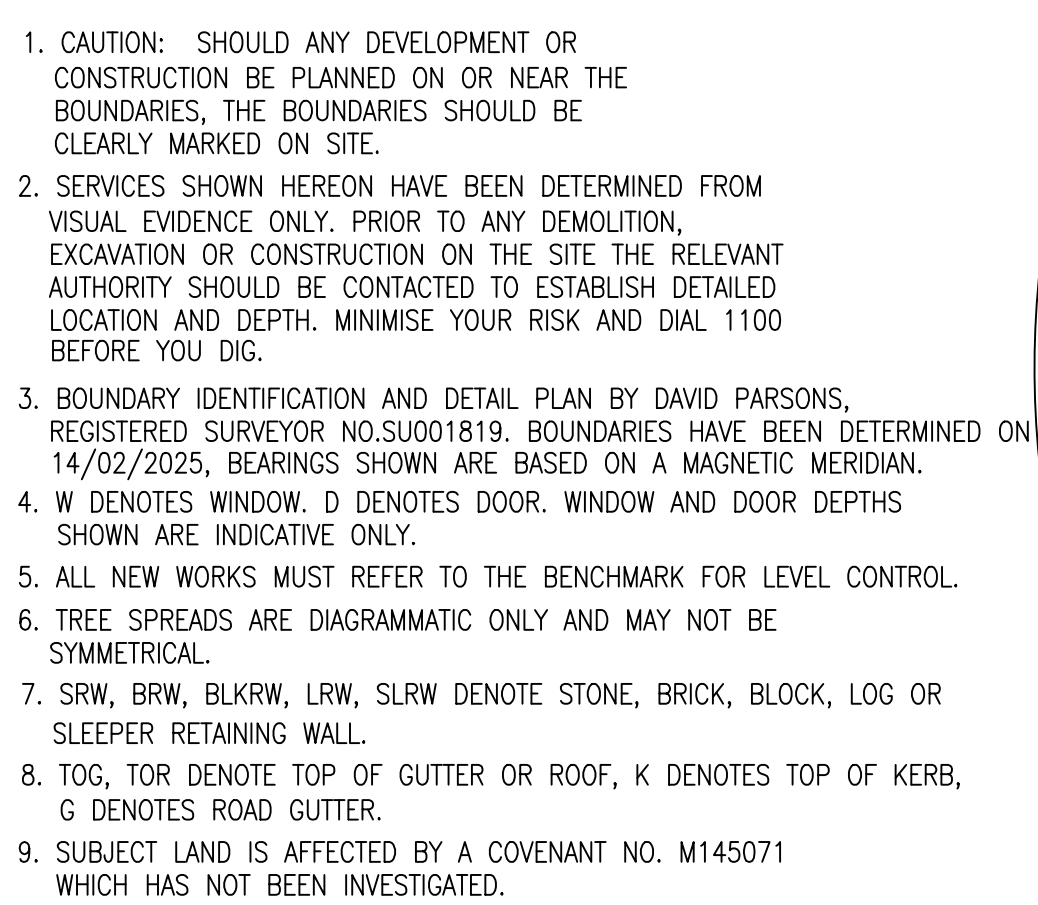 1. CAUTION: SHOULD ANY DEVELOPMENT OR
CONSTRUCTION BE PLANNED ON OR NEAR THE
BOUNDARIES, THE BOUNDARIES SHOULD BE
CLEARLY MARKED ON SITE.
2. SERVICES SHOWN HEREON HAVE BEEN DETERMINED FROM
VISUAL EVIDENCE ONLY. PRIOR TO ANY DEMOLITION,
EXCAVATION OR CONSTRUCTION ON THE SITE THE RELEVANT
AUTHORITY SHOULD BE CONTACTED TO ESTABLISH DETAILED
LOCATION AND DEPTH. MINIMISE YOUR RISK AND DIAL 1100
BEFORE YOU DIG.
3. BOUNDARY IDENTIFICATION AND DETAIL PLAN BY DAVID PARSONS,
REGISTERED SURVEYOR NO.SU001819. BOUNDARIES HAVE BEEN DETERMINED ON
14/02/2025, BEARINGS SHOWN ARE BASED ON A MAGNETIC MERIDIAN.
4. W DENOTES WINDOW. D DENOTES DOOR. WINDOW AND DOOR DEPTHS
SHOWN ARE INDICATIVE ONLY.
5. ALL NEW WORKS MUST REFER TO THE BENCHMARK FOR LEVEL CONTROL.
6. TREE SPREADS ARE DIAGRAMMATIC ONLY AND MAY NOT BE
SYMMETRICAL.
7. SRW, BRW, BLKRW, LRW, SLRW DENOTE STONE, BRICK, BLOCK, LOG OR
SLEEPER RETAINING WALL.
8. TOG, TOR DENOTE TOP OF GUTTER OR ROOF, K DENOTES TOP OF KERB,
G DENOTES ROAD GUTTER.
9. SUBJECT LAND IS AFFECTED BY A COVENANT NO. M145071
WHICH HAS NOT BEEN INVESTIGATED.